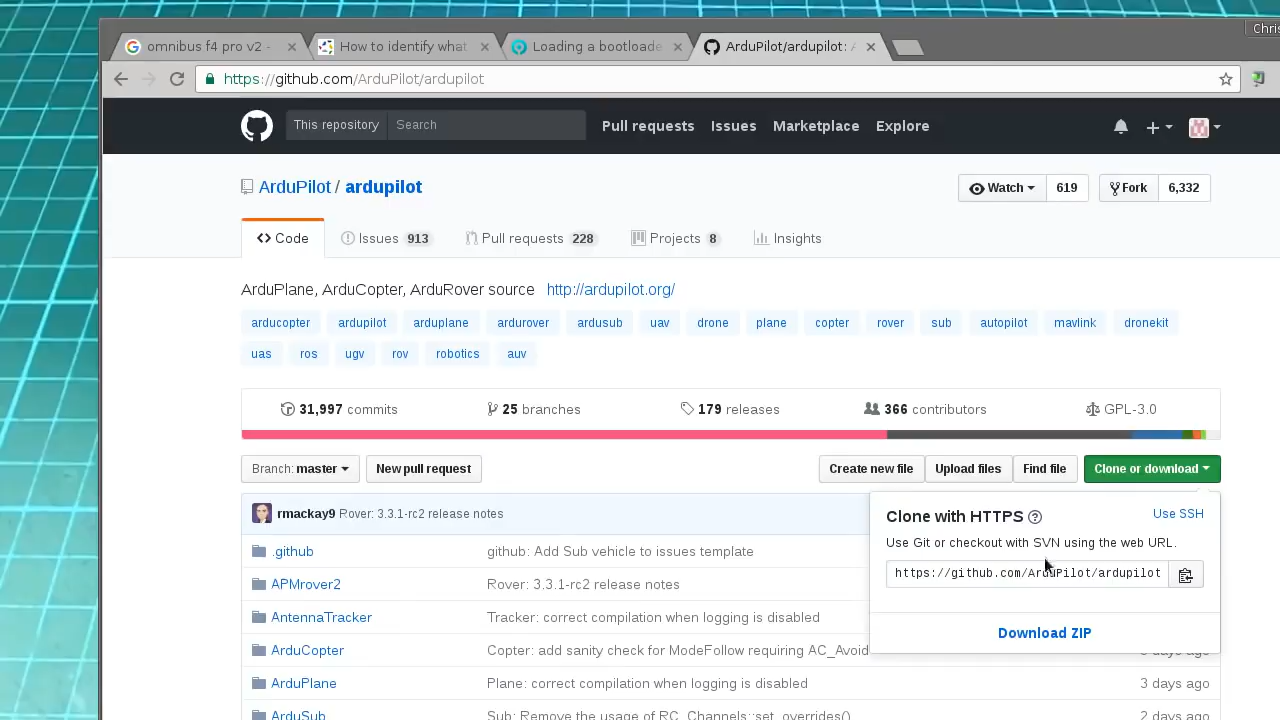 Chris
omnibus f4 pro v2 -
How to identify what
Loading a bootloade
ArduPilot/ardupilot: A
https://github.com/ArduPilot/ardupilot
This repository
Search
Pull requests
Issues
Marketplace
Explore
ArduPilot / ardupilot
Watch
619
Fork
6,332
Code
Issues 913
Pull requests 228
Projects 8
Insights
ArduPlane, ArduCopter, ArduRover source http://ardupilot.org/
arducopter ardupilot arduplane ardurover ardusub uav drone plane copter rover sub autopilot mavlink dronekit
uas ros ugv rov robotics auv
31,997 commits
25 branches
179 releases
366 contributors
GPL-3.0
Branch: master
New pull request
Create new file
Upload files
Find file
Clone or download
rmackay9 Rover: 3.3.1-rc2 release notes
Clone with HTTPS
Use SSH
Use Git or checkout with SVN using the web URL.
https://github.com/ArduPilot/ardupilot
Download ZIP
.github github: Add Sub vehicle to issues template
APMrover2 Rover: 3.3.1-rc2 release notes
AntennaTracker Tracker: correct compilation when logging is disabled
ArduCopter Copter: add sanity check for ModeFollow requiring AC_Avoid days ago
ArduPlane Plane: correct compilation when logging is disabled 3 days ago
ArduSub Sub: Remove the usage of RC_Channels::set_overrides() 2 days ago